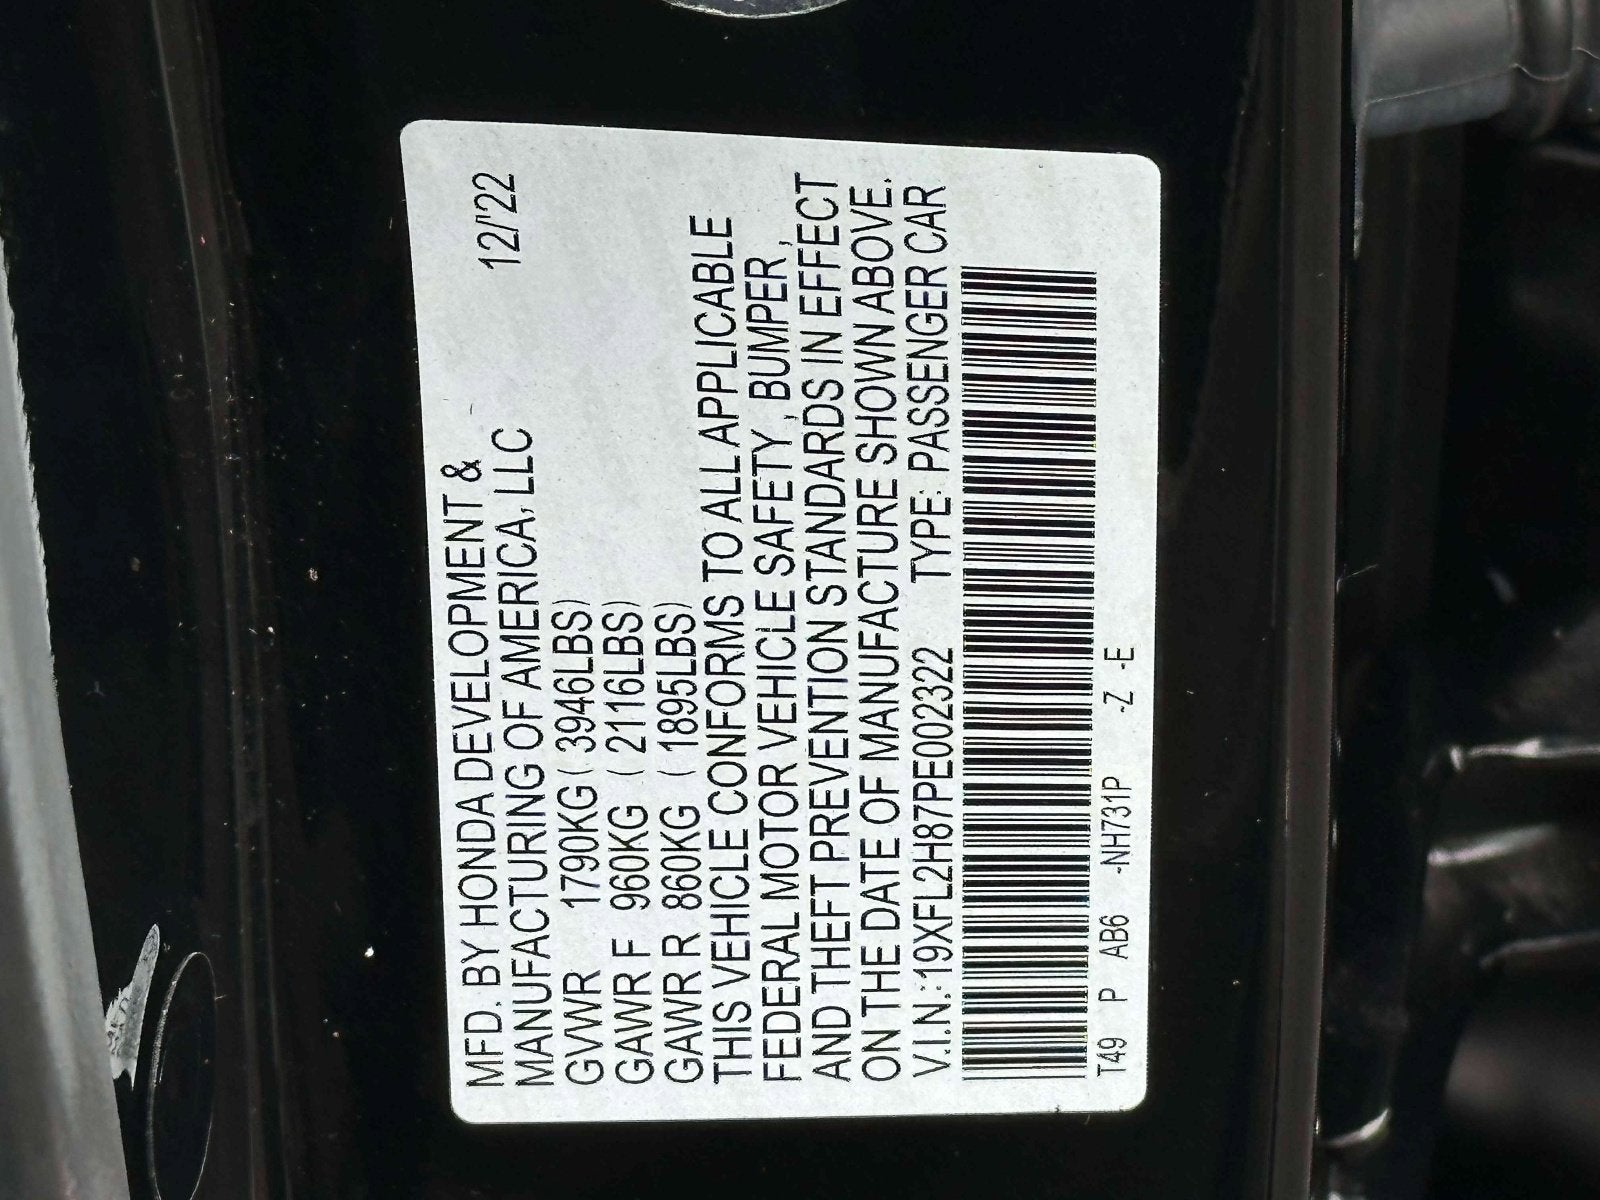 MFD. BY HONDA DEVELOPMENT &
MANUFACTURING OF AMERICA, LLC 12/'22
GVWR 1790KG ( 3946LBS)
GAWR F 960KG ( 2116LBS)
GAWR R 860KG ( 1895LBS)
THIS VEHICLE CONFORMS TO ALL APPLICABLE
FEDERAL MOTOR VEHICLE SAFETY, BUMPER,
AND THEFT PREVENTION STANDARDS IN EFFECT
ON THE DATE OF MANUFACTURE SHOWN ABOVE.
V.I.N.:19XFL2H87PE002322 TYPE: PASSENGER CAR
T49 P AB6 -NH731P -Z -E